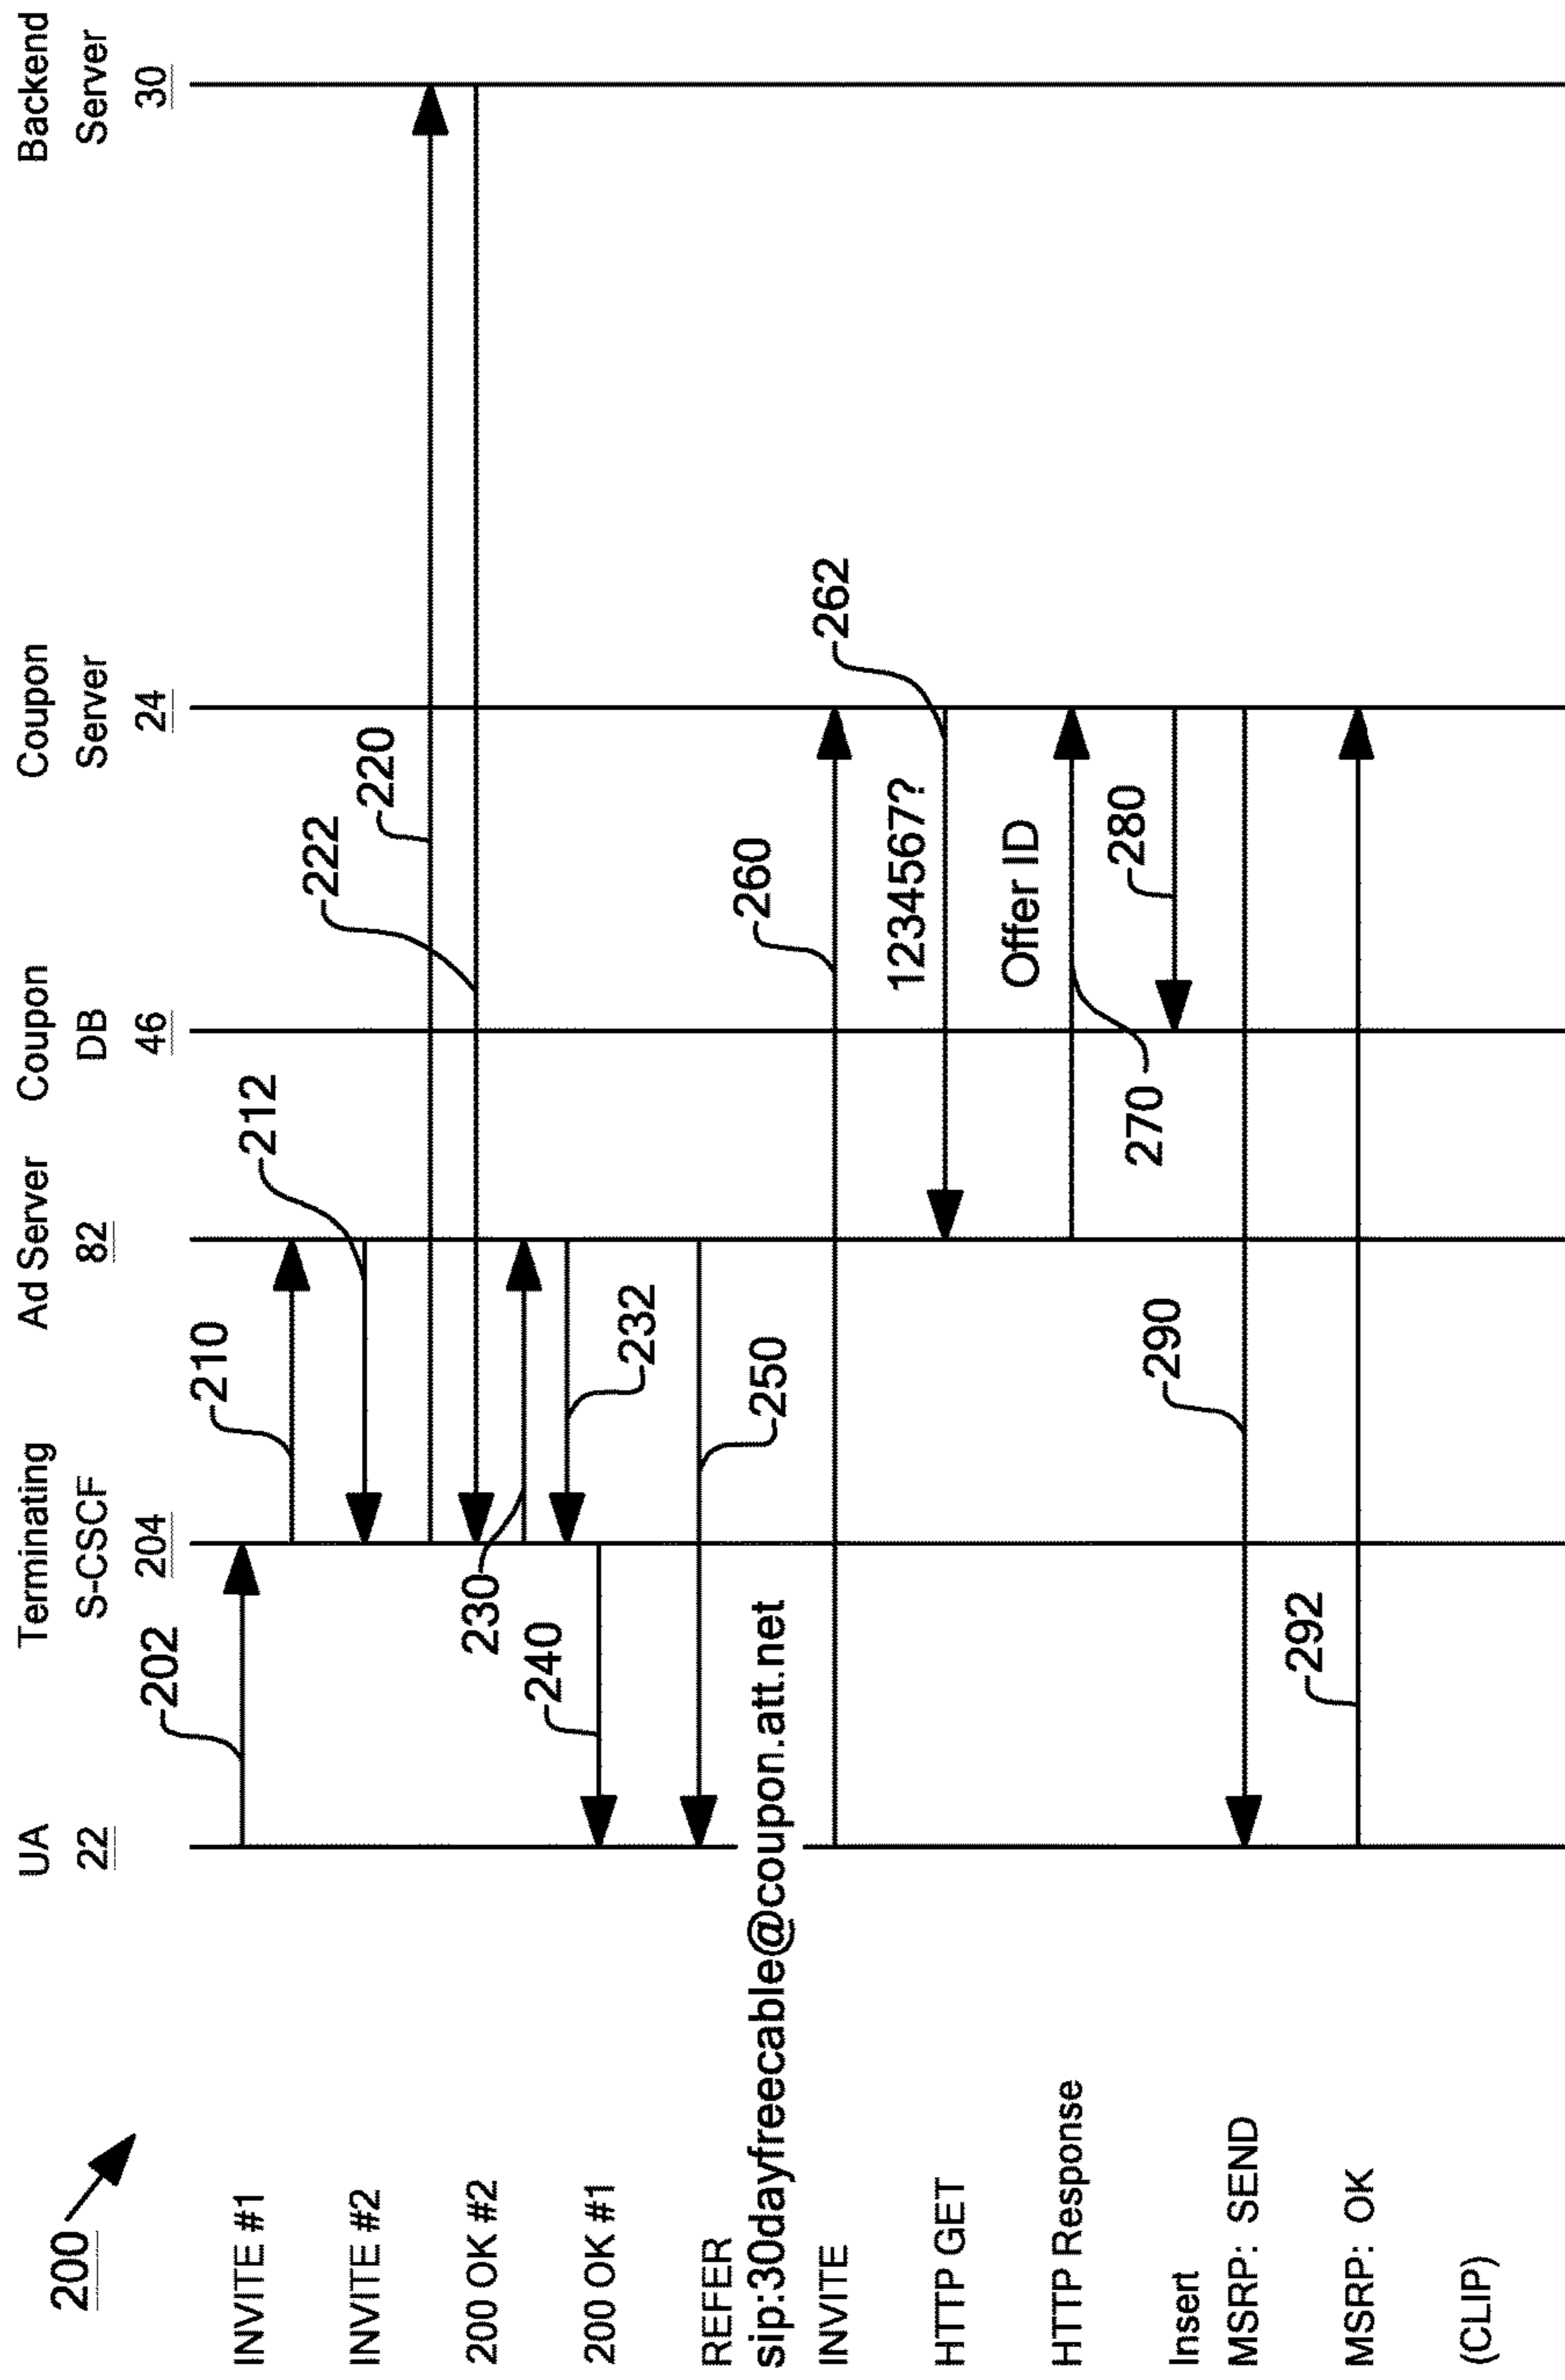 200
UA
22
Terminating
S-CSCF
204
Ad Server
82
Coupon
DB
46
Coupon
Server
24
Backend
Server
30
INVITE #1
202
210
INVITE #2
212
220
200 OK #2
222
230
232
200 OK #1
240
REFER
250
sip:30dayfreecable@coupon.att.net
INVITE
260
HTTP GET
1234567?
262
HTTP Response
Offer ID
270
Insert
280
MSRP: SEND
290
MSRP: OK
292
(CLIP)